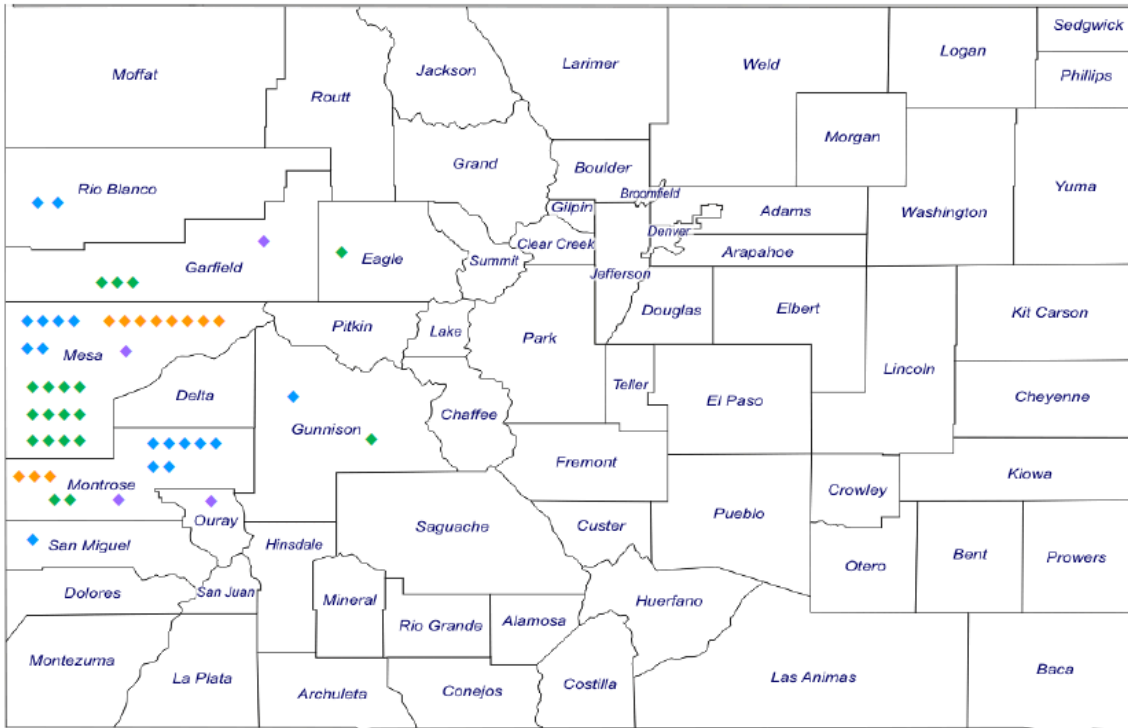 Sedgwick
Logan
Jackson
Larimer
Weld
Moffat
Phillips
Routt
Morgan
Grand
Boulder
Rio Blanco
Broomfield
Yuma
Gilpin
Adams
Washington
Denver
Clear Creek
Arapahoe
Eagle
Summit
Garfield
Jefferson
Douglas
Elbert
Kit Carson
Pitkin
Lake
Park
Mesa
Lincoln
Teller
Delta
El Paso
Cheyenne
Chaffee
Gunnison
Fremont
Kiowa
Montrose
Crowley
Pueblo
Ouray
Saguache
Custer
San Miguel
Hinsdale
Bent
Prowers
Otero
Dolores
San Juan
Mineral
Huerfano
Alamosa
Rio Grande
Montezuma
La Plata
Las Animas
Baca
Costilla
Conejos
Archuleta